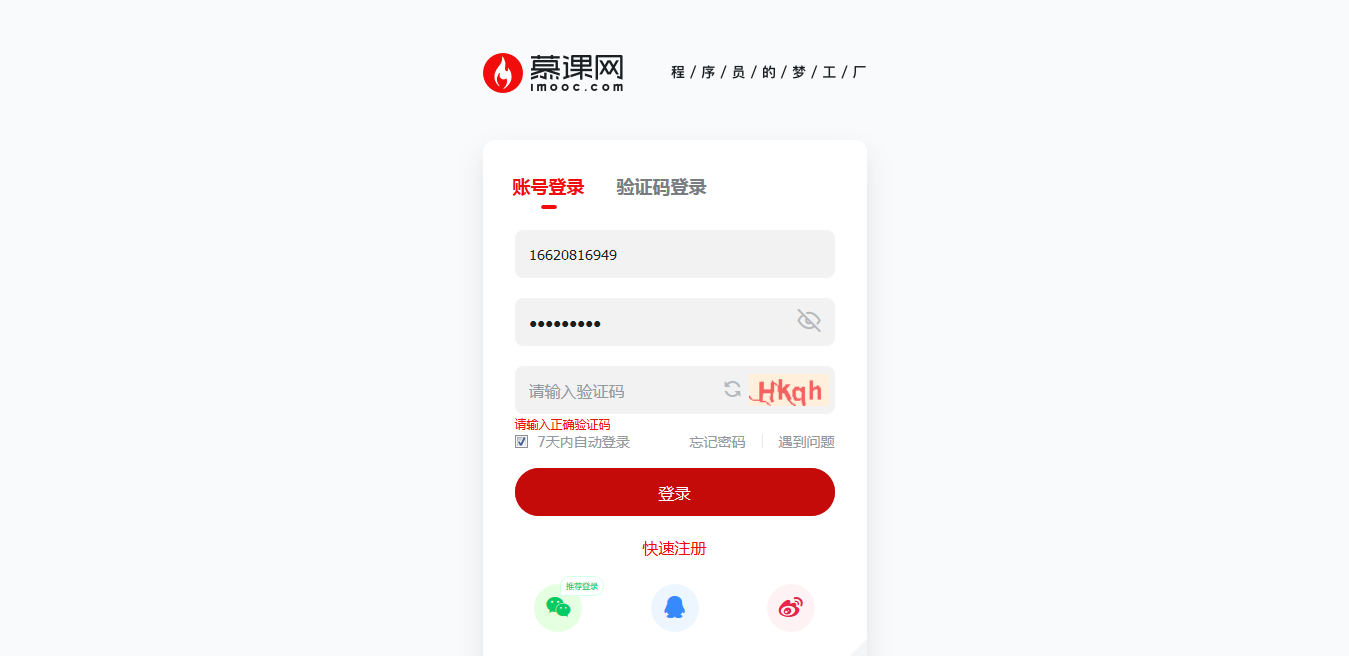 慕课网
imooc.com
程/序/员/的/梦/工/厂
账号登录 验证码登录
16620816949
●●●●●●●●●
请输入验证码 Hkqh
请输入正确验证码
7天内自动登录 忘记密码 遇到问题
登录
快速注册
推荐登录